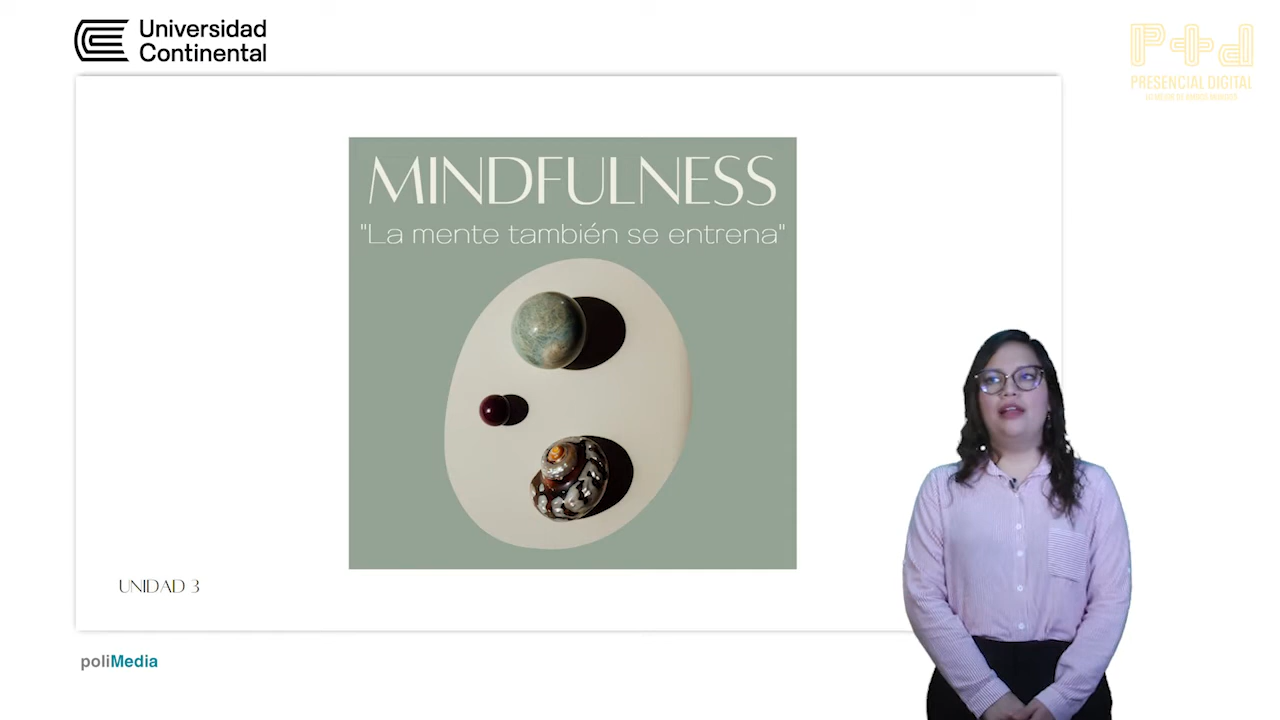 Universidad
Continental
P+d
PRESENCIAL DIGITAL
MINDFULNESS
"La mente también se entrena"
UNIDAD 3
poliMedia